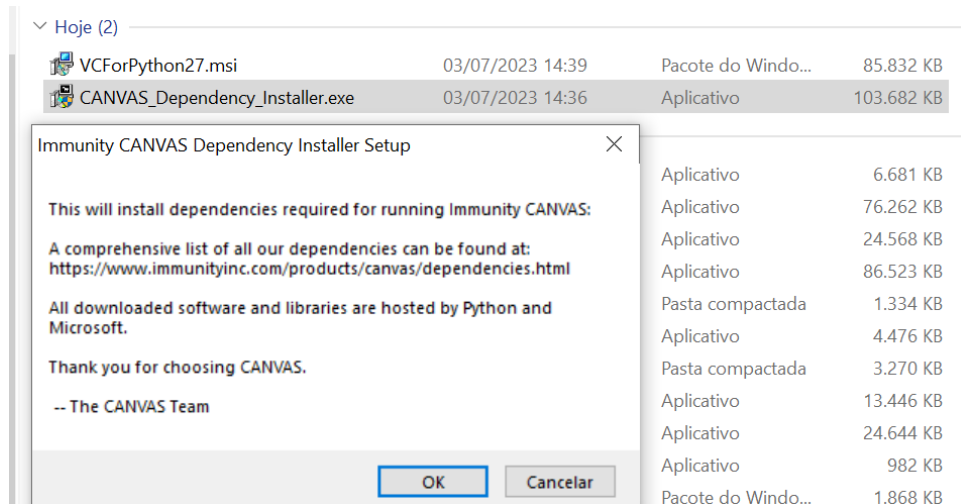 Hoje (2)
VCForPython27.msi 03/07/2023 14:39 Pacote do Windo... 85.832 KB
CANVAS_Dependency_Installer.exe 03/07/2023 14:36 Aplicativo 103.682 KB
Immunity CANVAS Dependency Installer Setup
This will install dependencies required for running Immunity CANVAS:
A comprehensive list of all our dependencies can be found at:
https://www.immunityinc.com/products/canvas/dependencies.html
All downloaded software and libraries are hosted by Python and
Microsoft.
Thank you for choosing CANVAS.
-- The CANVAS Team
OK Cancelar
Aplicativo 6.681 KB
Aplicativo 76.262 KB
Aplicativo 24.568 KB
Aplicativo 86.523 KB
Pasta compactada 1.334 KB
Aplicativo 4.476 KB
Pasta compactada 3.270 KB
Aplicativo 13.446 KB
Aplicativo 24.644 KB
Aplicativo 982 KB
Pacote do Windo... 1.868 KB